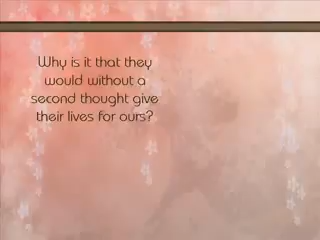 Why is it that they
would without a
second thought give
their lives for ours?